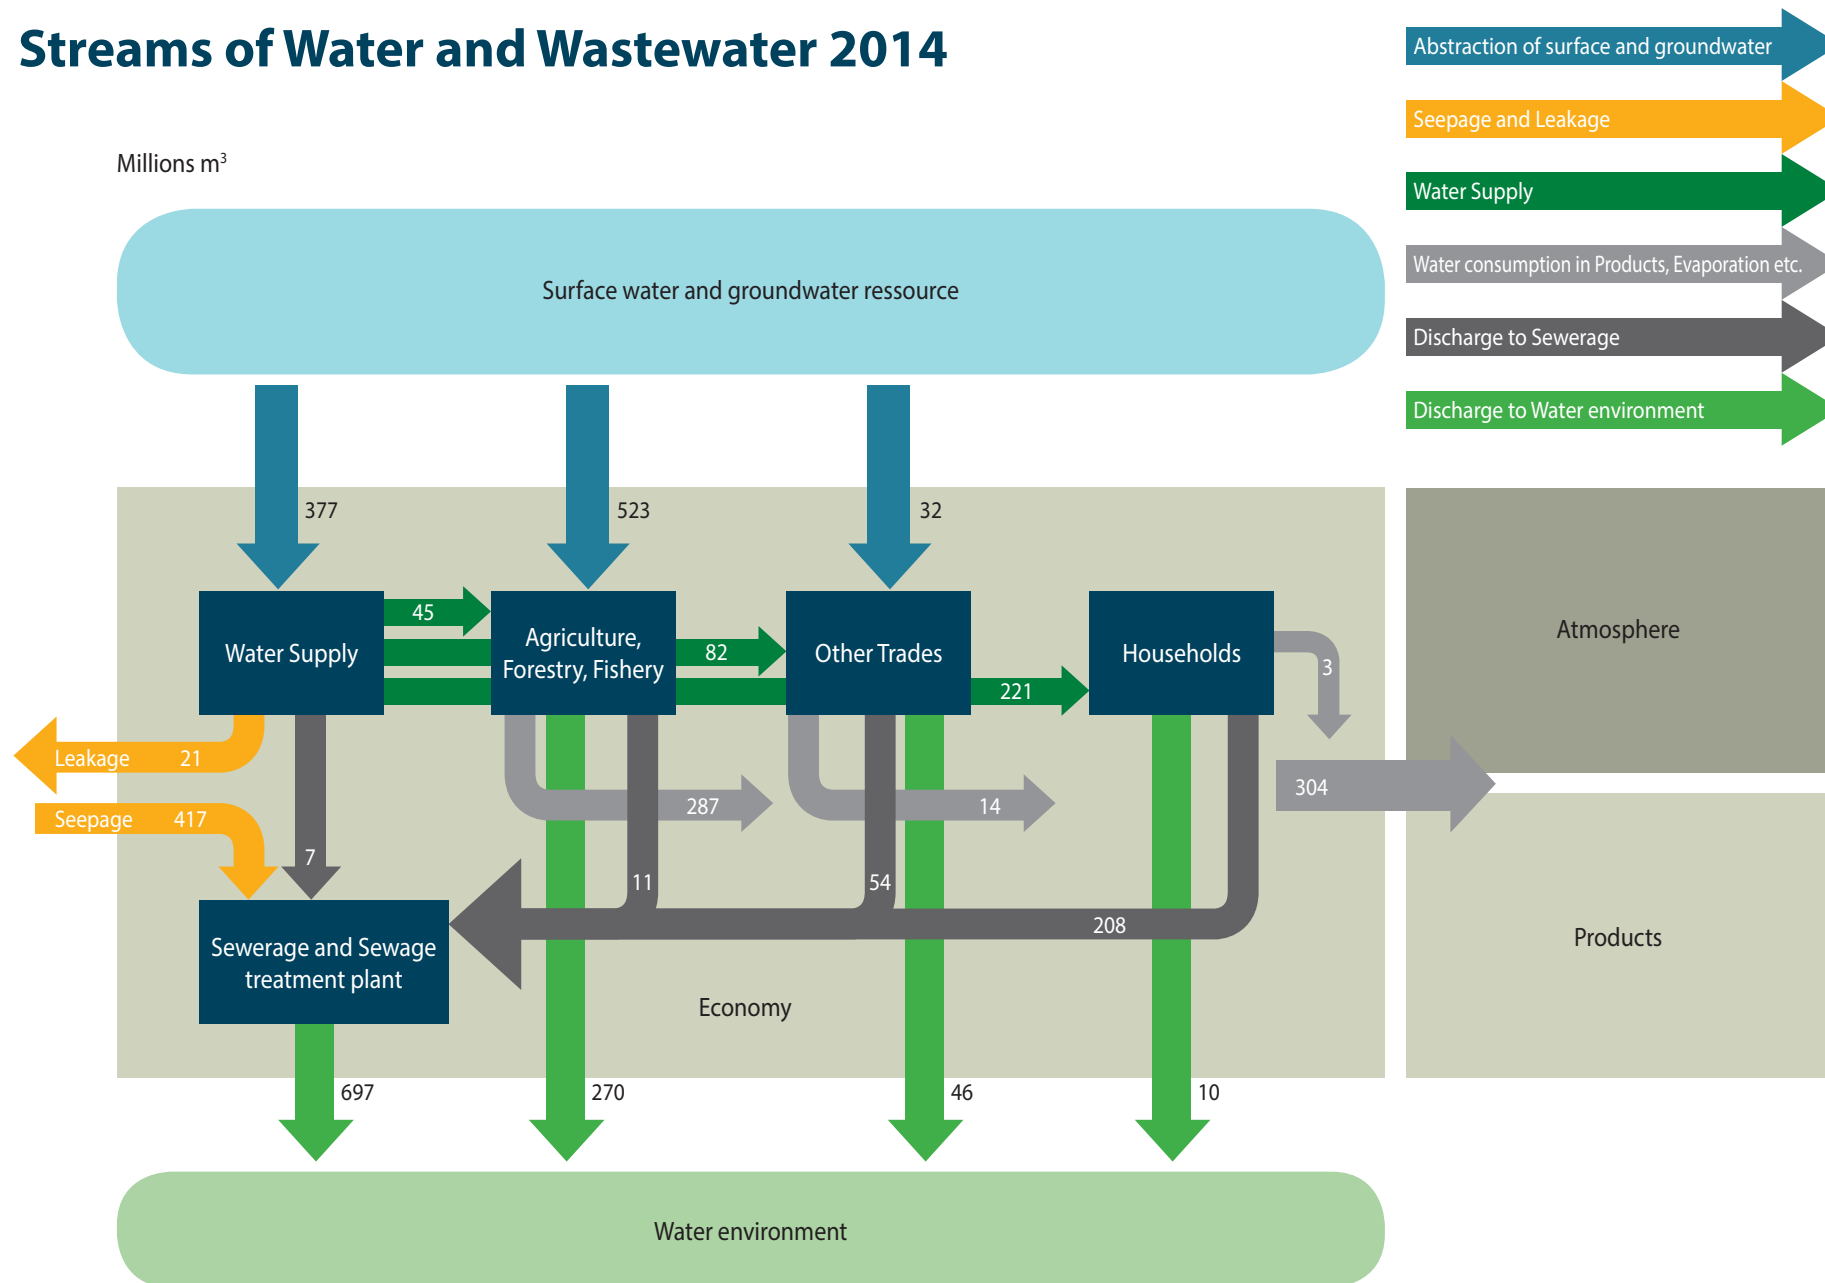 Streams of Water and Wastewater 2014
Abstraction of surface and groundwater
Seepage and Leakage
Water Supply
Water consumption in Products, Evaporation etc.
Discharge to Sewerage
Discharge to Water environment
Millions m³
Surface water and groundwater ressource
377
523
32
45
82
221
Water Supply
Agriculture,
Forestry, Fishery
Other Trades
Households
3
Atmosphere
Leakage 21
Seepage 417
7
287
14
304
11
54
208
Sewerage and Sewage
treatment plant
Economy
Products
697
270
46
10
Water environment